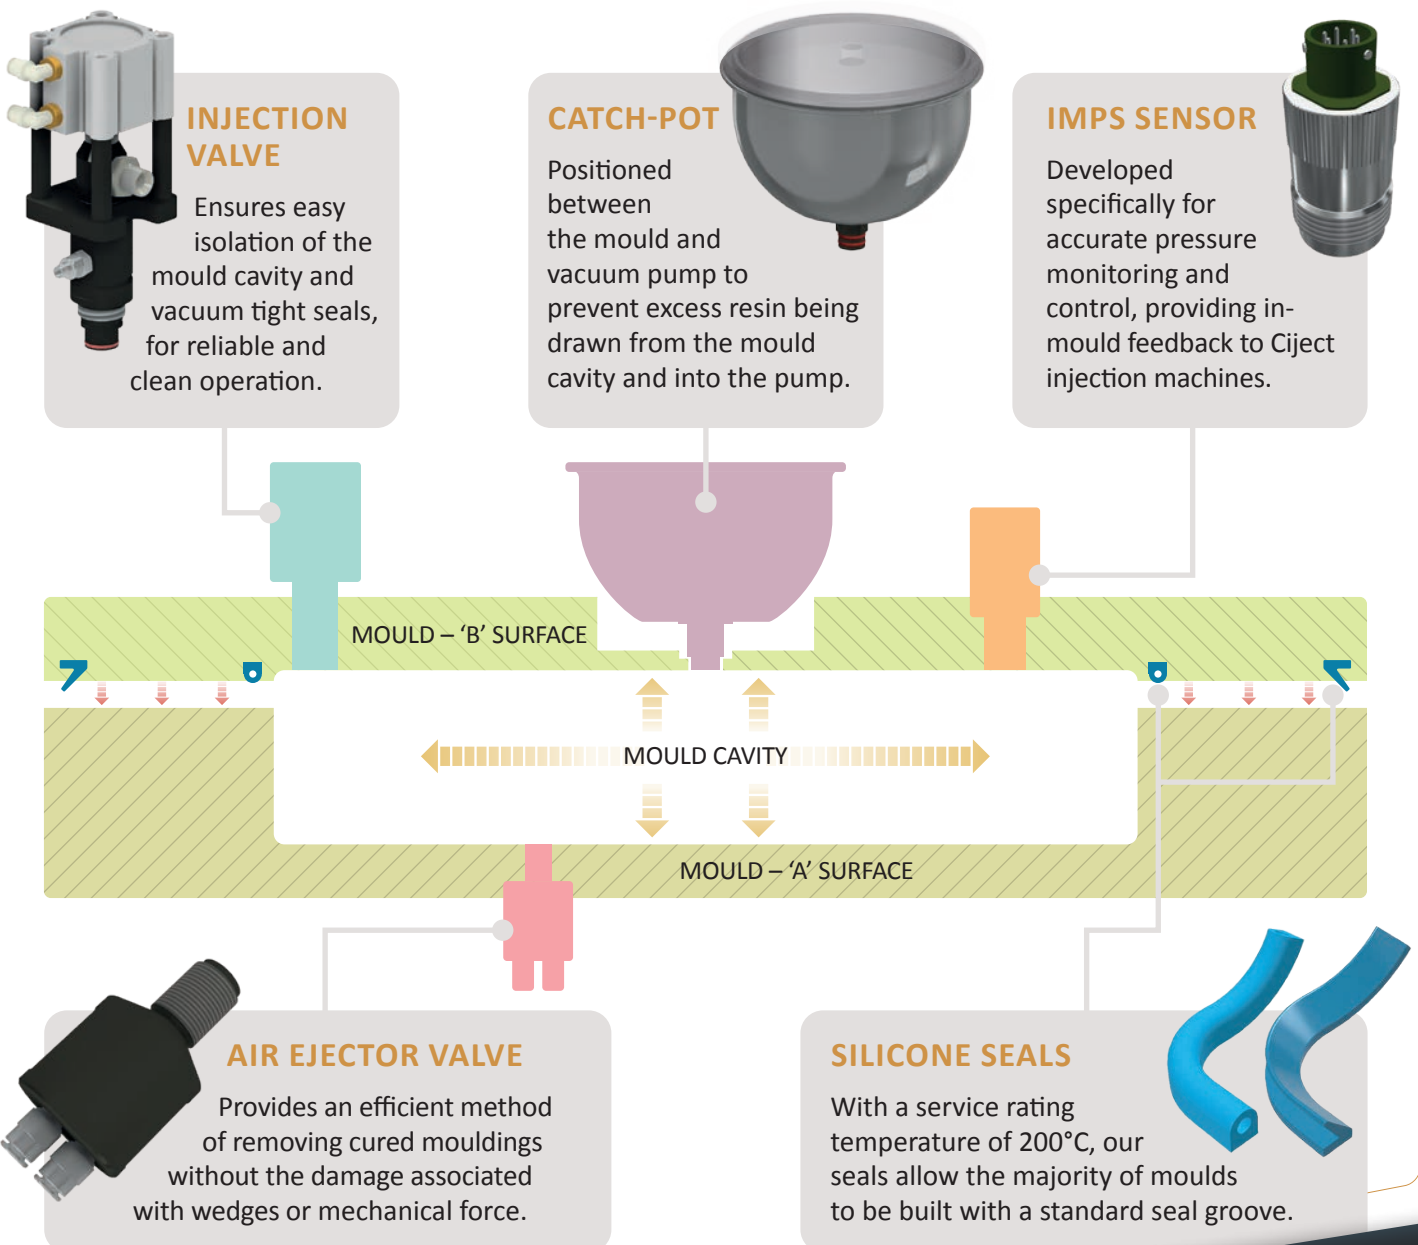 INJECTION
VALVE
Ensures easy
isolation of the
mould cavity and
vacuum tight seals,
for reliable and
clean operation.
CATCH-POT
Positioned
between
the mould and
vacuum pump to
prevent excess resin being
drawn from the mould
cavity and into the pump.
IMPS SENSOR
Developed
specifically for
accurate pressure
monitoring and
control, providing in-
mould feedback to Ciject
injection machines.
MOULD – ‘B’ SURFACE
MOULD CAVITY
MOULD – ‘A’ SURFACE
AIR EJECTOR VALVE
Provides an efficient method
of removing cured mouldings
without the damage associated
with wedges or mechanical force.
SILICONE SEALS
With a service rating
temperature of 200°C, our
seals allow the majority of moulds
to be built with a standard seal groove.